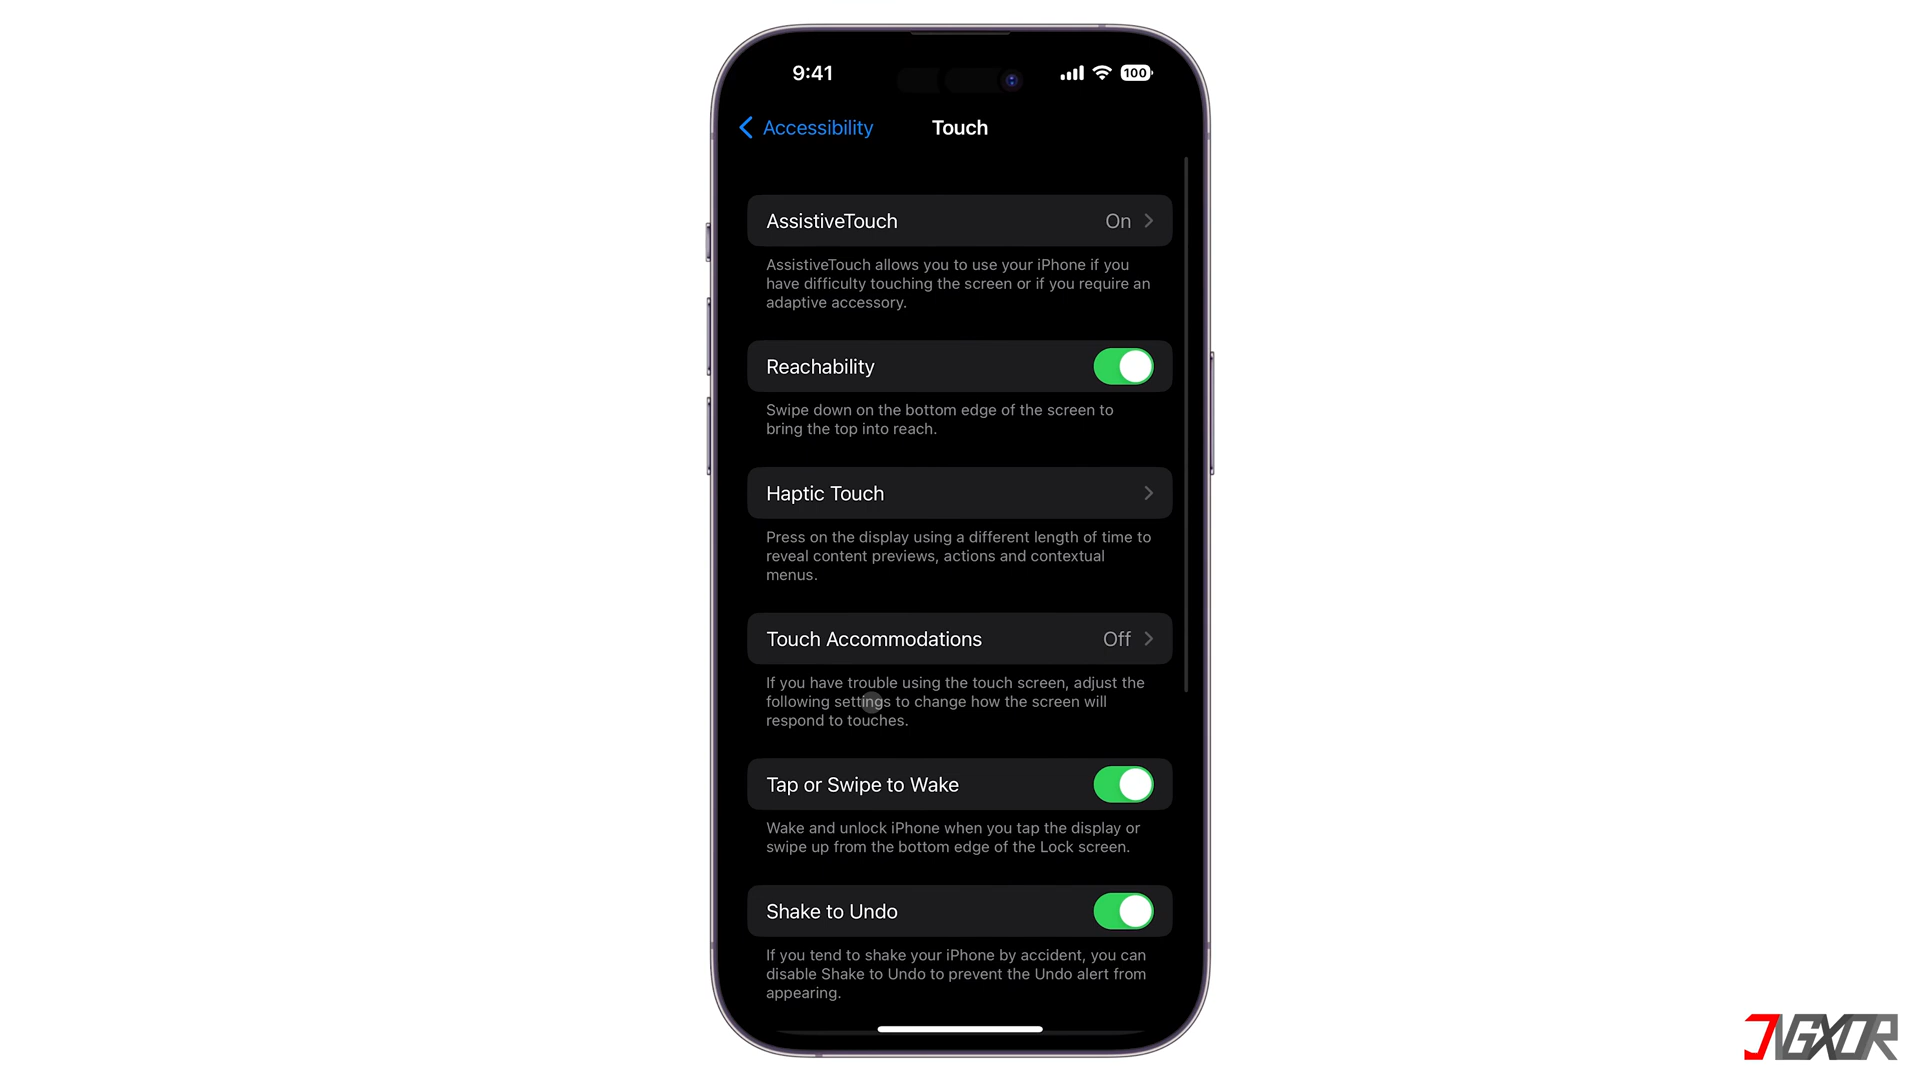 9:41
100
Accessibility
Touch
AssistiveTouch
On
AssistiveTouch allows you to use your iPhone if you
have difficulty touching the screen or if you require an
adaptive accessory.
Reachability
Swipe down on the bottom edge of the screen to
bring the top into reach.
Haptic Touch
Press on the display using a different length of time to
reveal content previews, actions and contextual
menus.
Touch Accommodations
Off
If you have trouble using the touch screen, adjust the
following settings to change how the screen will
respond to touches.
Tap or Swipe to Wake
Wake and unlock iPhone when you tap the display or
swipe up from the bottom edge of the Lock screen.
Shake to Undo
If you tend to shake your iPhone by accident, you can
disable Shake to Undo to prevent the Undo alert from
appearing.
JVGXOR